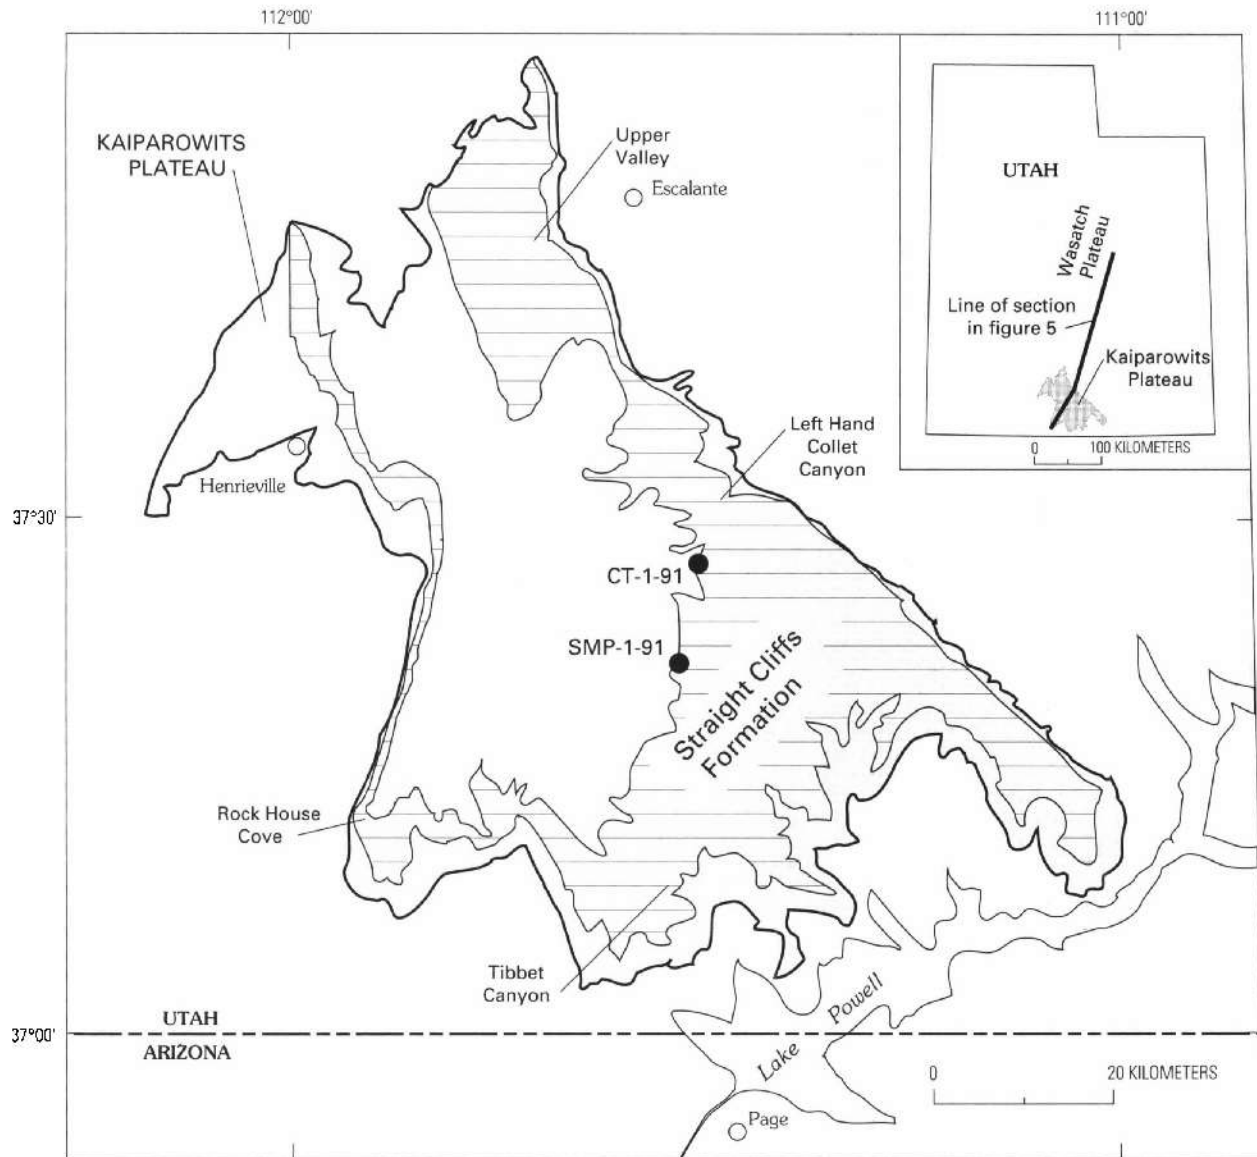 112°00'
111°00'
KAIPAROWITS
PLATEAU
Upper
Valley
Escalante
UTAH
Wasatch
Plateau
Line of section
in figure 5
Kaiparowits
Plateau
0 100 KILOMETERS
Left Hand
Collet
Canyon
Henrieville
37°30'
CT-1-91
SMP-1-91
Straight Cliffs
Formation
Rock House
Cove
Tibbet
Canyon
Lake Powell
UTAH
37°00'
ARIZONA
0 20 KILOMETERS
Page